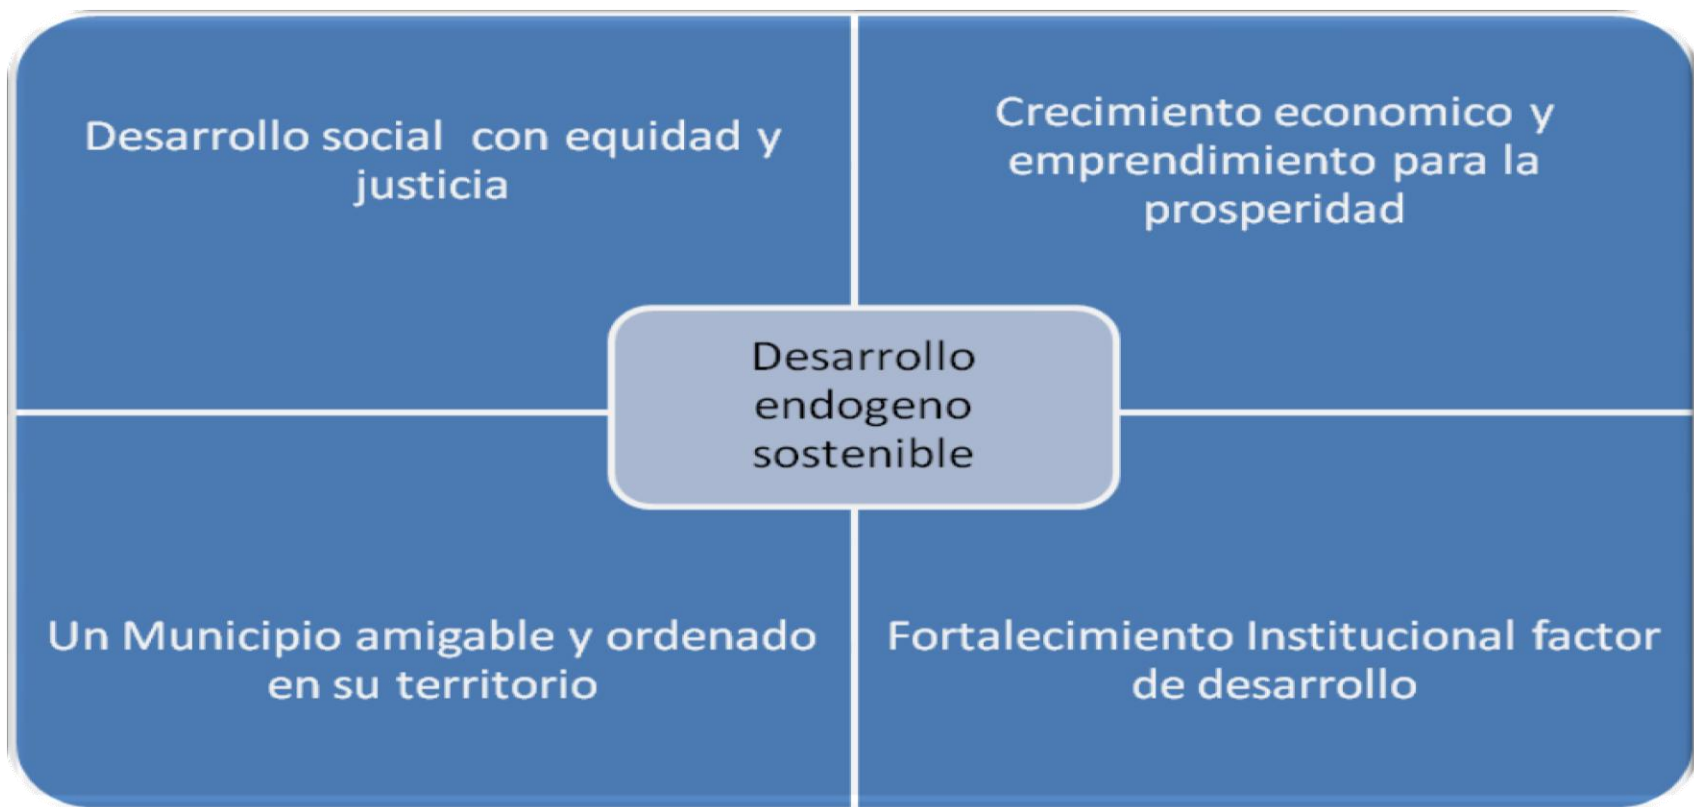 Desarrollo social con equidad y
justicia
Crecimiento economico y
emprendimiento para la
prosperidad
Desarrollo
endogeno
sostenible
Un Municipio amigable y ordenado
en su territorio
Fortalecimiento Institucional factor
de desarrollo